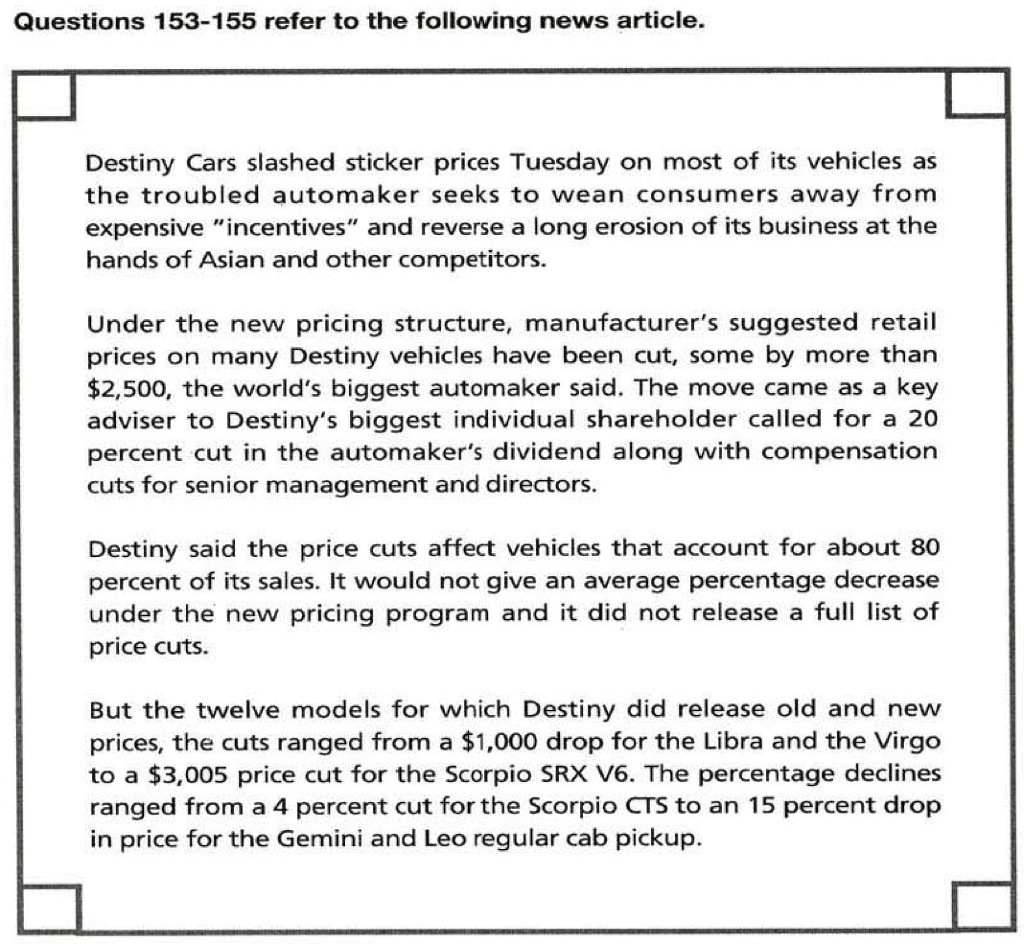 Questions 153-155 refer to the following news article.
Destiny Cars slashed sticker prices Tuesday on most of its vehicles as
the troubled automaker seeks to wean consumers away from
expensive "incentives" and reverse a long erosion of its business at the
hands of Asian and other competitors.
Under the new pricing structure, manufacturer's suggested retail
prices on many Destiny vehicles have been cut, some by more than
$2,500, the world's biggest automaker said. The move came as a key
adviser to Destiny's biggest individual shareholder called for a 20
percent cut in the automaker's dividend along with compensation
cuts for senior management and directors.
Destiny said the price cuts affect vehicles that account for about 80
percent of its sales. It would not give an average percentage decrease
under the new pricing program and it did not release a full list of
price cuts.
But the twelve models for which Destiny did release old and new
prices, the cuts ranged from a $1,000 drop for the Libra and the Virgo
to a $3,005 price cut for the Scorpio SRX V6. The percentage declines
ranged from a 4 percent cut for the Scorpio CTS to an 15 percent drop
in price for the Gemini and Leo regular cab pickup.